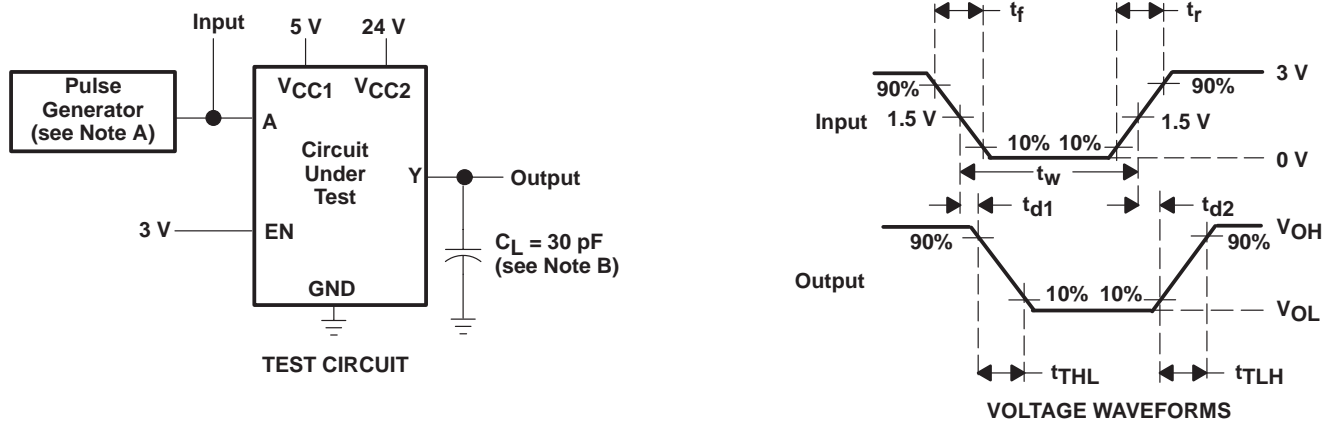 Input
5 V
24 V
Pulse
Generator
(see Note A)
VCC1
VCC2
A
Circuit
Under
Test
Y
Output
3 V
EN
CL = 30 pF
(see Note B)
GND
TEST CIRCUIT
tf
tr
3 V
90%
90%
Input
1.5 V
1.5 V
10%
10%
0 V
tw
td1
td2
VOH
90%
90%
Output
10%
10%
VOL
tTHL
tTLH
VOLTAGE WAVEFORMS